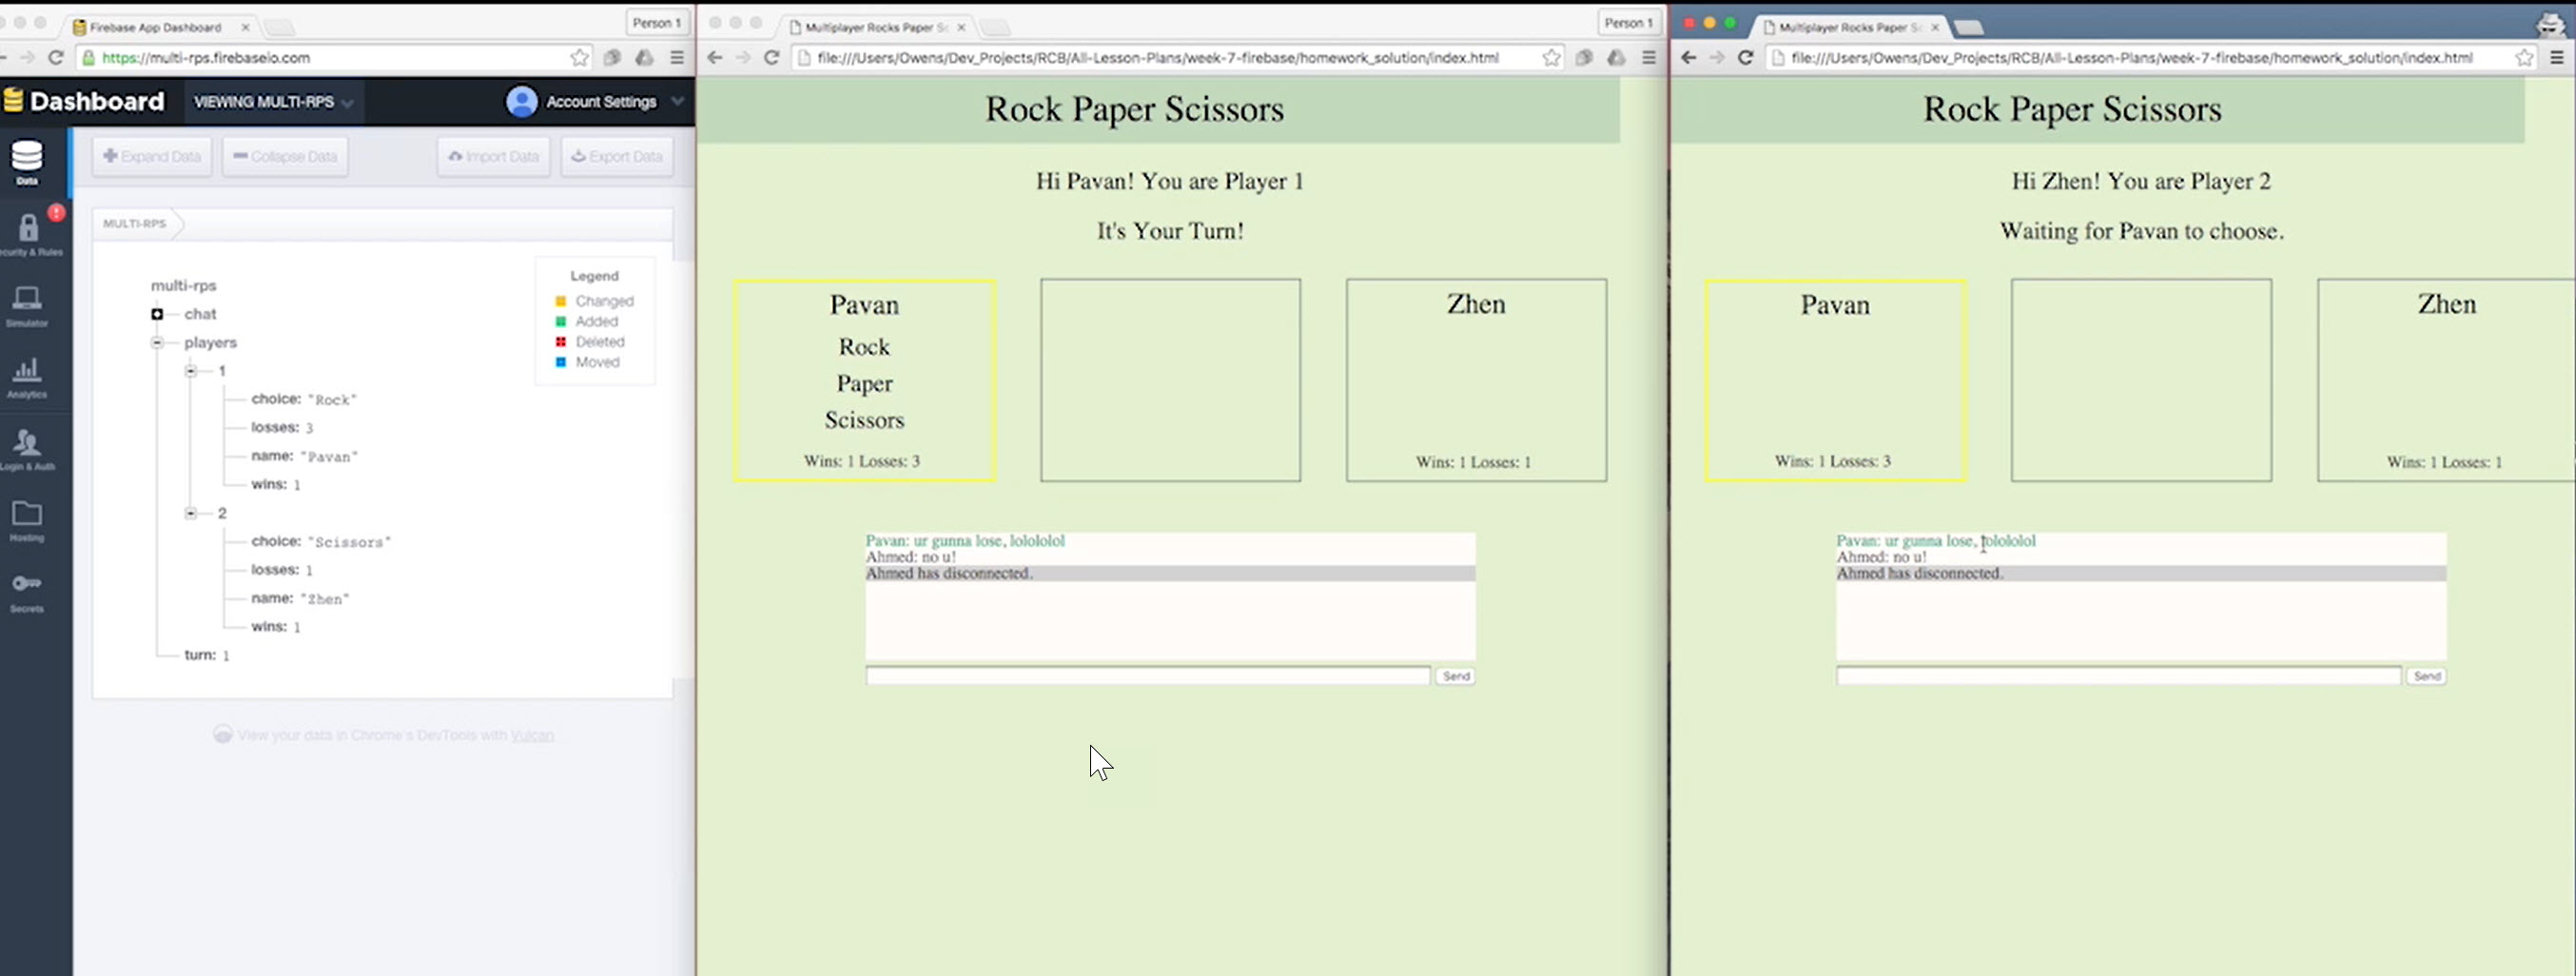 Firebase App Dashboard
Person 1
https://multi-rps.firebaseio.com
Dashboard
VIEWING MULTI-RPS
Account Settings
Data
curity & Rules
Simulator
Analytics
Login & Auth
Hosting
Secrets
Expand Data
Collapse Data
Import Data
Export Data
MULTI-RPS
Legend
Changed
Added
Deleted
Moved
multi-rps
chat
players
1
choice: "Rock"
losses: 3
name: "Pavan"
wins: 1
2
choice: "Scissors"
losses: 1
name: "Zhen"
wins: 1
turn: 1
View your data in Chrome's DevTools with Vulcan
Multiplayer Rocks Paper Sc
Person 1
file:///Users/Owens/Dev_Projects/RCB/All-Lesson-Plans/week-7-firebase/homework_solution/index.html
Rock Paper Scissors
Hi Pavan! You are Player 1
It's Your Turn!
Pavan
Rock
Paper
Scissors
Wins: 1 Losses: 3
Zhen
Wins: 1 Losses: 1
Pavan: ur gunna lose, lolololol
Ahmed: no u!
Ahmed has disconnected.
Send
Multiplayer Rocks Paper Sc
file:///Users/Owens/Dev_Projects/RCB/All-Lesson-Plans/week-7-firebase/homework_solution/index.html
Rock Paper Scissors
Hi Zhen! You are Player 2
Waiting for Pavan to choose.
Pavan
Wins: 1 Losses: 3
Zhen
Wins: 1 Losses: 1
Pavan: ur gunna lose, lolololol
Ahmed: no u!
Ahmed has disconnected.
Send